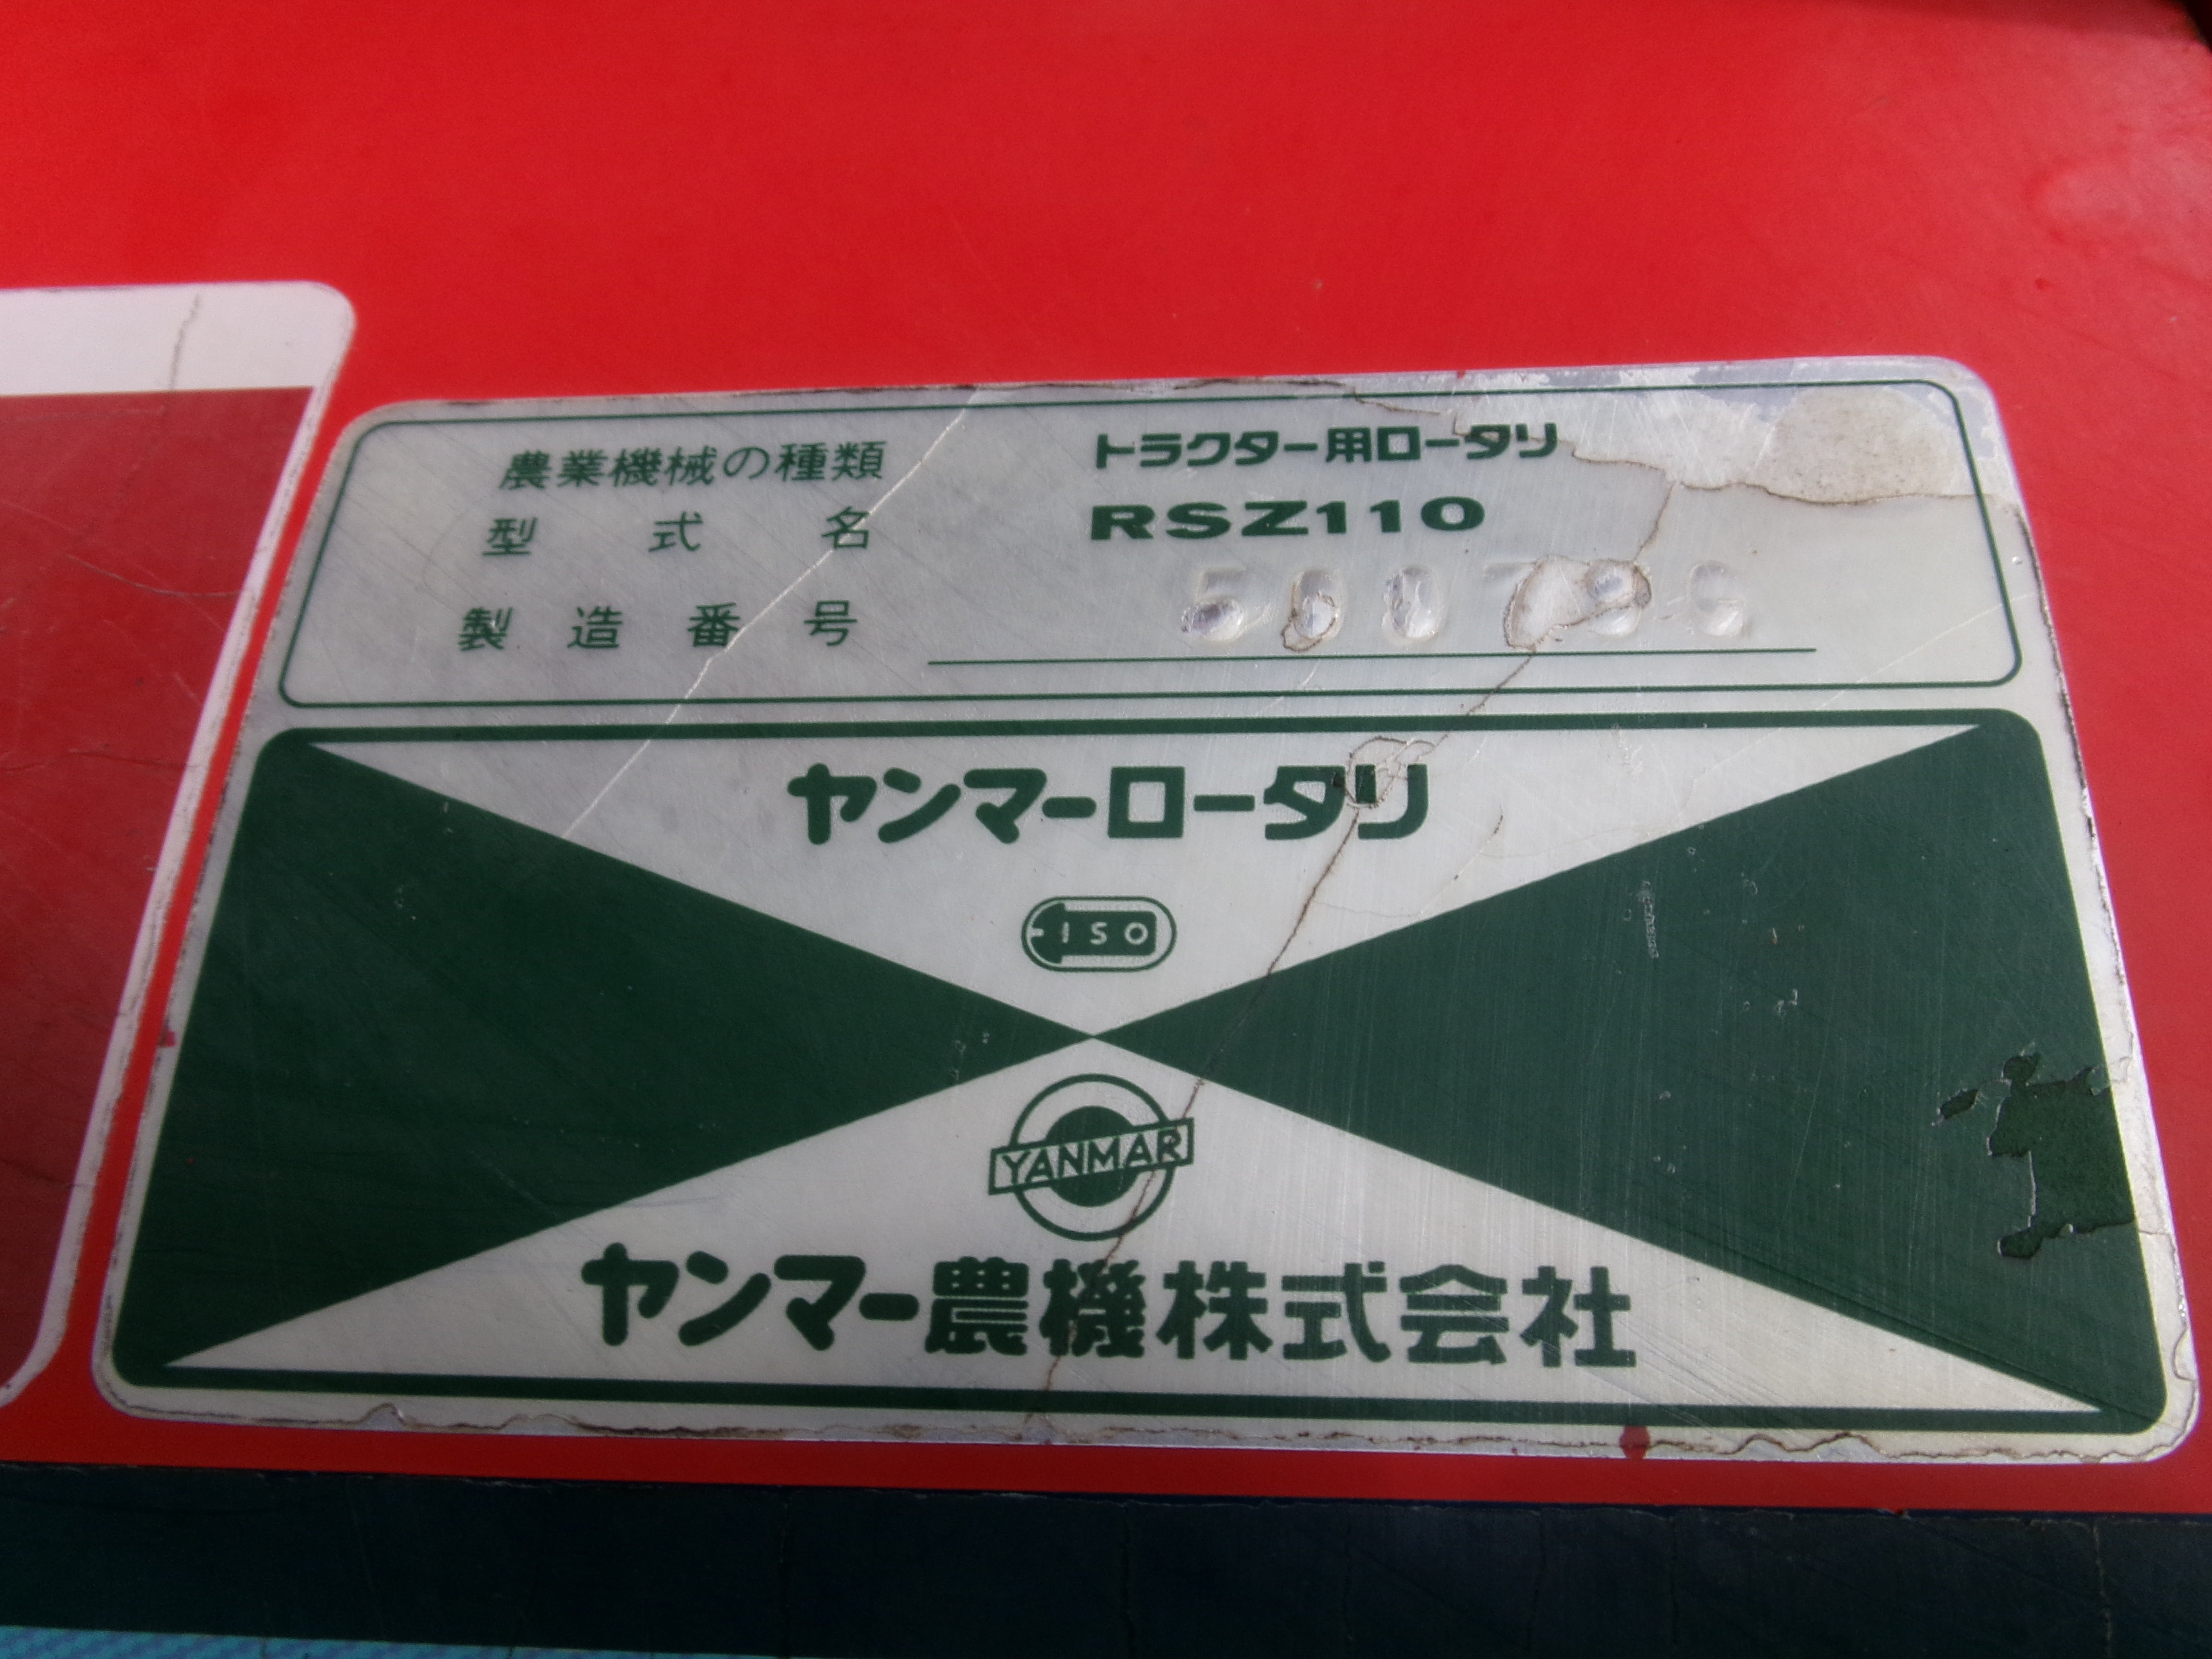 農業機械の種類 トラクター用ロータリ
型式名 RSZ110
製造番号
ヤンマーロータリ
ISO
YANMAR
ヤンマー農機株式会社